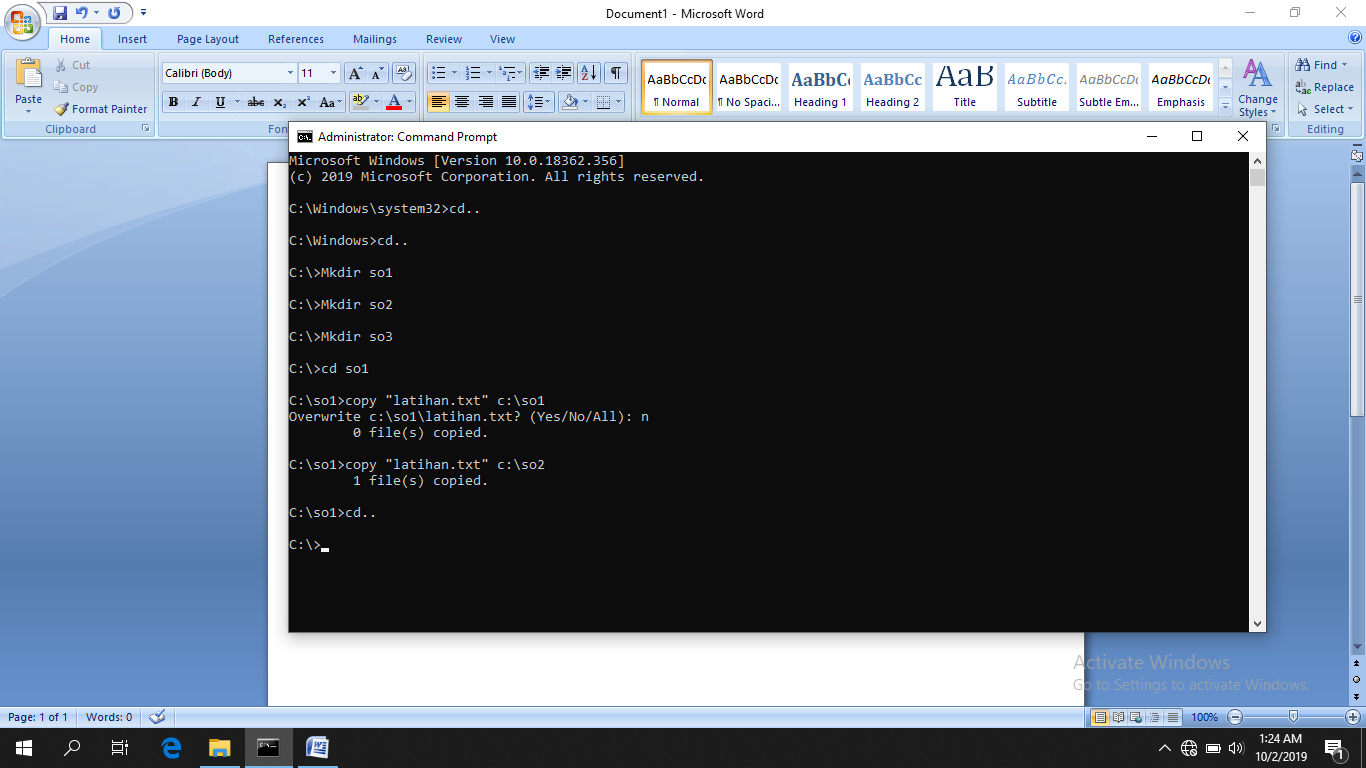 Document1 - Microsoft Word
Home Insert Page Layout References Mailings Review View
Cut
Copy
Format Painter
Paste
Clipboard
Calibri (Body) 11
B I U abc x₂ x² Aa
Fon
AaBbCcDc AaBbCcDc AaBbC AaBbCc AaB AaBbCc. AaBbCcDc AaBbCcDc
¶ Normal ¶ No Spaci... Heading 1 Heading 2 Title Subtitle Subtle Em... Emphasis
Change Styles
Find
Replace
Select
Editing
Administrator: Command Prompt
Microsoft Windows [Version 10.0.18362.356]
(c) 2019 Microsoft Corporation. All rights reserved.
C:\Windows\system32>cd..
C:\Windows>cd..
C:\>Mkdir so1
C:\>Mkdir so2
C:\>Mkdir so3
C:\>cd so1
C:\so1>copy "latihan.txt" c:\so1
Overwrite c:\so1\latihan.txt? (Yes/No/All): n
        0 file(s) copied.
C:\so1>copy "latihan.txt" c:\so2
        1 file(s) copied.
C:\so1>cd..
C:\>
Activate Windows
Go to Settings to activate Windows.
Page: 1 of 1 Words: 0 100%
1:24 AM
10/2/2019
1